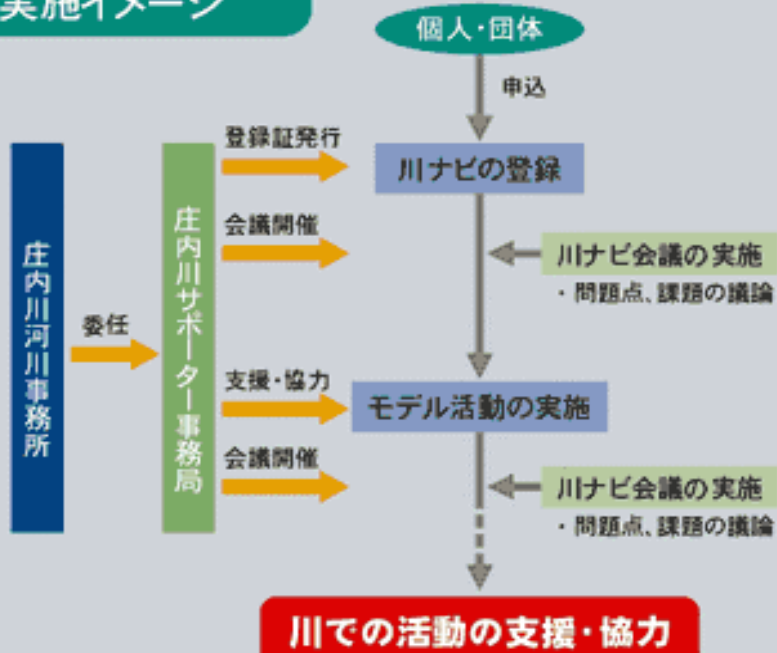 実施イメージ
個人・団体
申込
登録証発行
川ナビの登録
会議開催
川ナビ会議の実施
・問題点、課題の議論
庄内川河川事務所
委任
庄内川サポーター事務局
支援・協力
モデル活動の実施
会議開催
川ナビ会議の実施
・問題点、課題の議論
川での活動の支援・協力